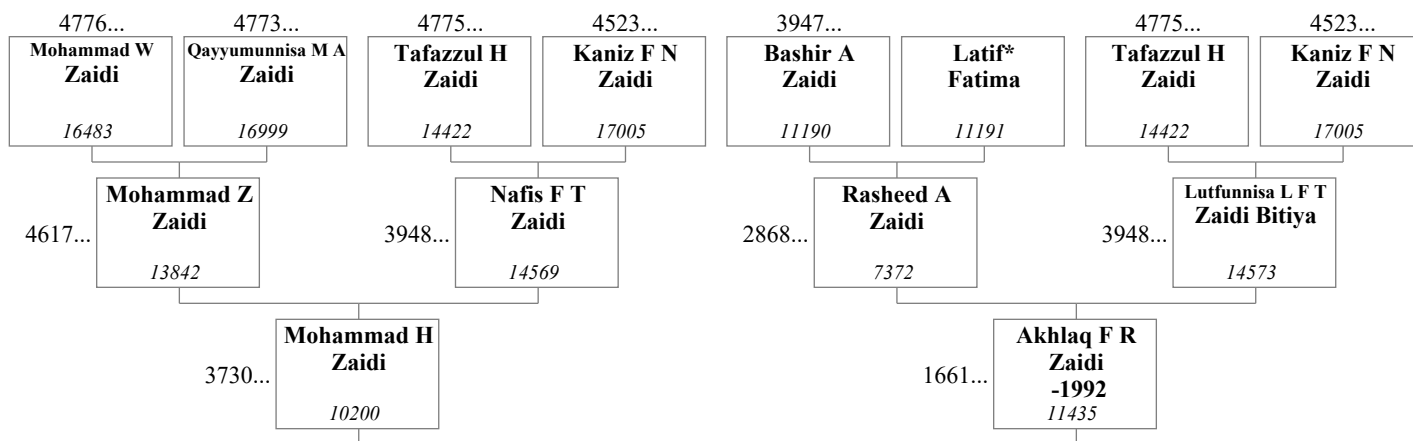 4776... 4773... 4775... 4523... 3947... 4775... 4523...
Mohammad W
Zaidi
16483
Qayyumunnisa M A
Zaidi
16999
Tafazzul H
Zaidi
14422
Kaniz F N
Zaidi
17005
Bashir A
Zaidi
11190
Latif*
Fatima
11191
Tafazzul H
Zaidi
14422
Kaniz F N
Zaidi
17005
4617...
Mohammad Z
Zaidi
13842
3948...
Nafis F T
Zaidi
14569
2868...
Rasheed A
Zaidi
7372
3948...
Lutfunnisa L F T
Zaidi Bitiya
14573
3730...
Mohammad H
Zaidi
10200
1661...
Akhlaq F R
Zaidi
-1992
11435